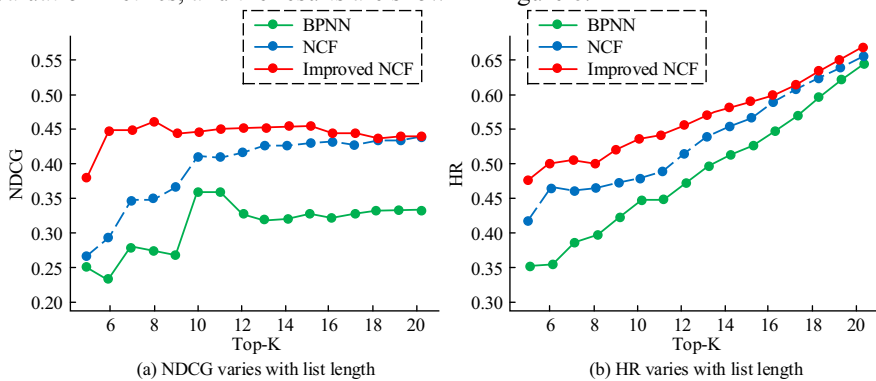 BPNN
NCF
Improved NCF
0.55
0.50
0.45
0.40
0.35
0.30
0.25
0.20
NDCG
6 8 10 12 14 16 18 20
Top-K
(a) NDCG varies with list length
BPNN
NCF
Improved NCF
0.65
0.60
0.55
0.50
0.45
0.40
0.35
0.30
HR
6 8 10 12 14 16 18 20
Top-K
(b) HR varies with list length